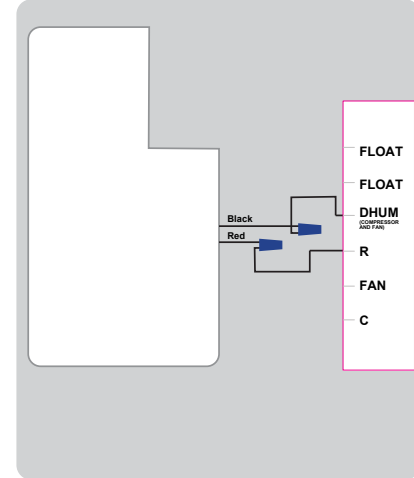 FLOAT
FLOAT
DHUM
(COMPRESSOR
AND FAN)
Black
Red
R
FAN
C